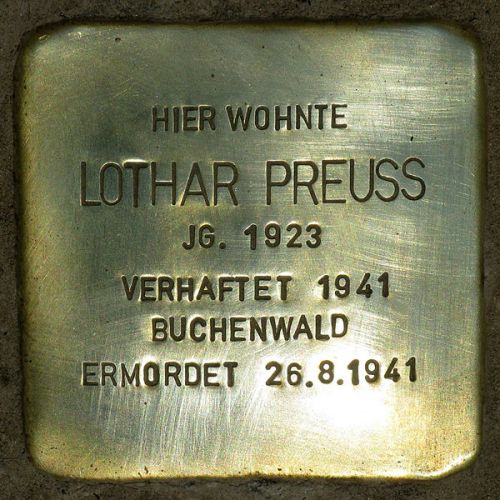 HIER WOHNTE
LOTHAR PREUSS
JG. 1923
VERHAFTET 1941
BUCHENWALD
ERMORDET 26.8.1941